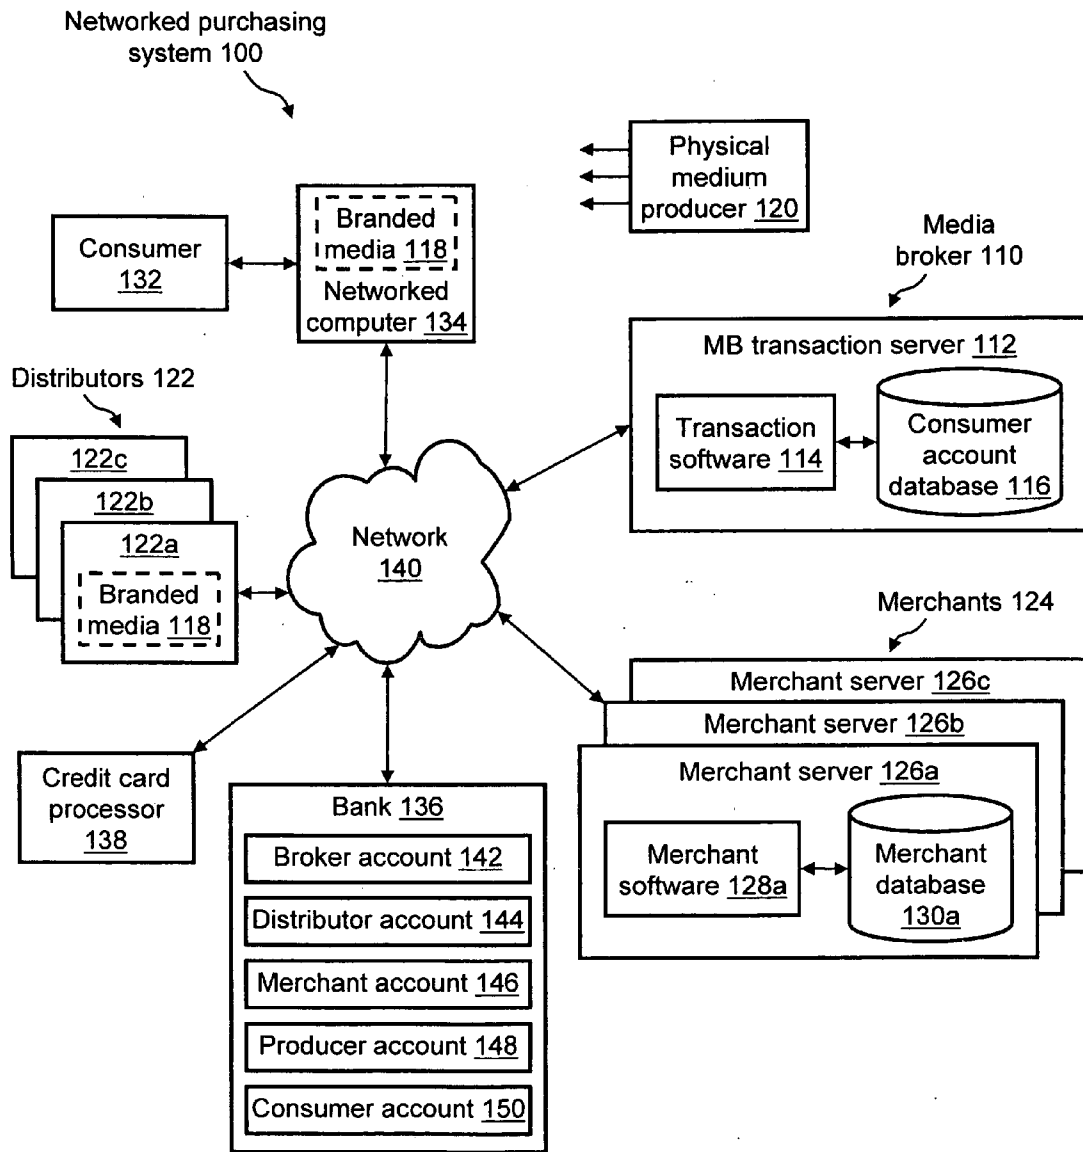 Networked purchasing
system 100
Physical
medium
producer 120
Branded
media 118
Networked
computer 134
Consumer
132
Media
broker 110
MB transaction server 112
Transaction
software 114
Consumer
account
database 116
Distributors 122
122c
122b
122a
Branded
media 118
Network
140
Merchants 124
Merchant server 126c
Merchant server 126b
Merchant server 126a
Merchant
software 128a
Merchant
database
130a
Credit card
processor
138
Bank 136
Broker account 142
Distributor account 144
Merchant account 146
Producer account 148
Consumer account 150